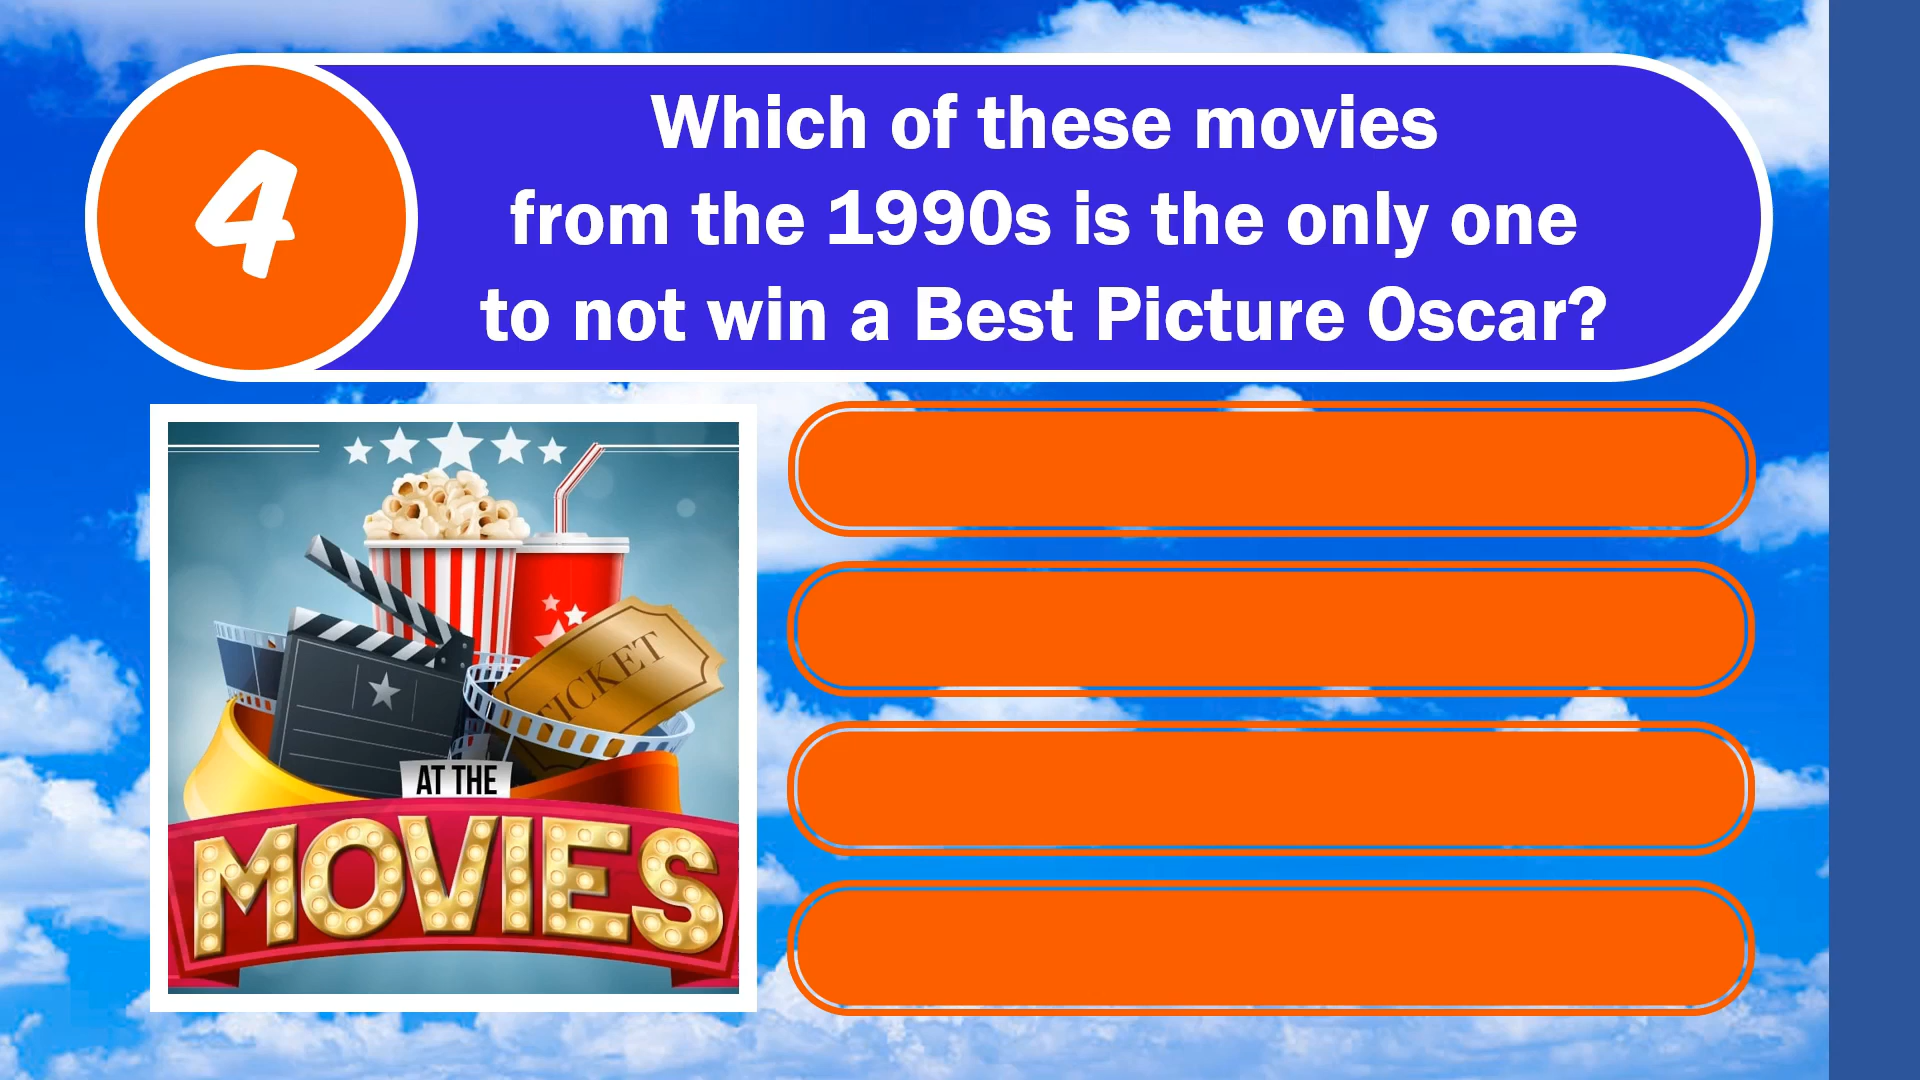 4
Which of these movies
from the 1990s is the only one
to not win a Best Picture Oscar?
TICKET
AT THE
MOVIES